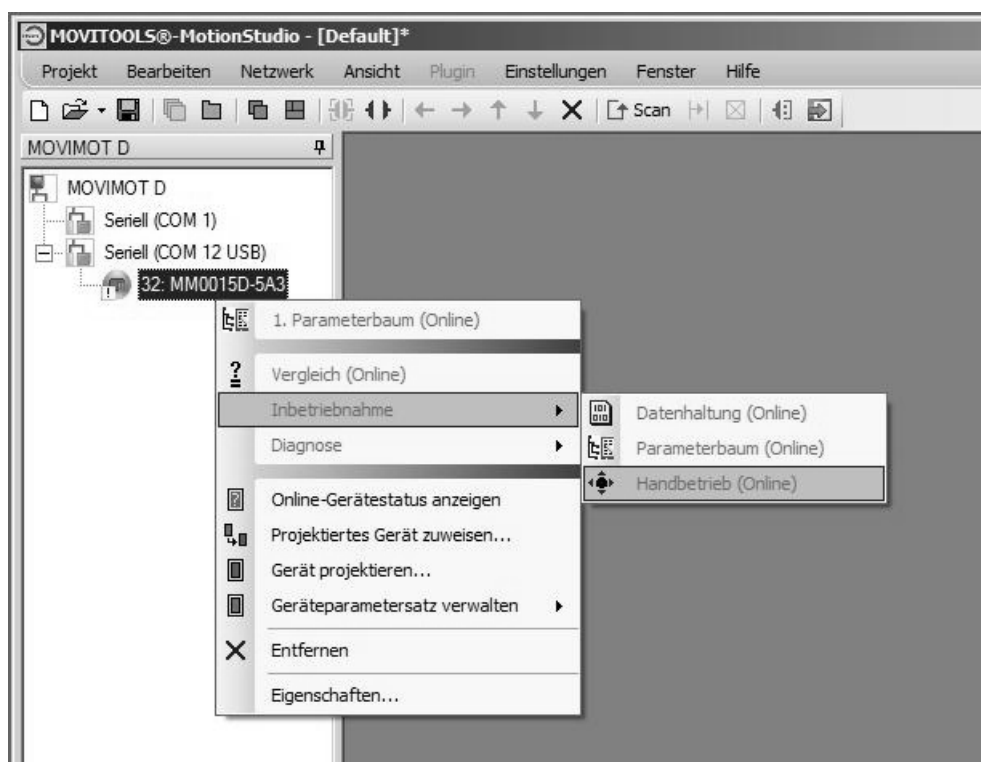 MOVITOOLS®-MotionStudio - [Default]*
Projekt Bearbeiten Netzwerk Ansicht Plugin Einstellungen Fenster Hilfe
Scan
MOVIMOT D
MOVIMOT D
Seriell (COM 1)
Seriell (COM 12 USB)
32: MM0015D-5A3
1. Parameterbaum (Online)
Vergleich (Online)
Inbetriebnahme
Diagnose
Datenhaltung (Online)
Parameterbaum (Online)
Handbetrieb (Online)
Online-Gerätestatus anzeigen
Projektiertes Gerät zuweisen...
Gerät projektieren...
Geräteparametersatz verwalten
Entfernen
Eigenschaften...